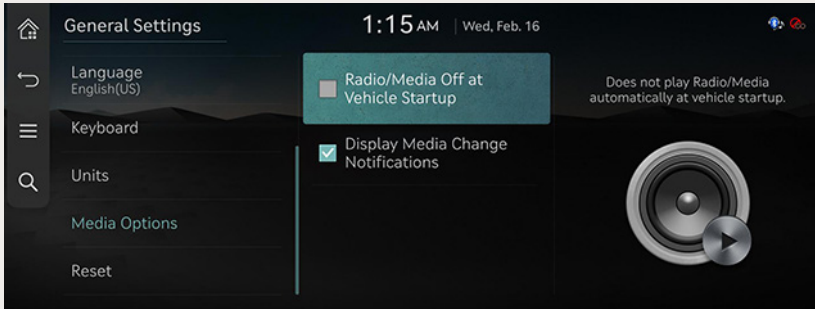 General Settings
1:15 AM
Wed, Feb. 16
Language
English(US)
Keyboard
Units
Media Options
Reset
Radio/Media Off at
Vehicle Startup
Display Media Change
Notifications
Does not play Radio/Media
automatically at vehicle startup.